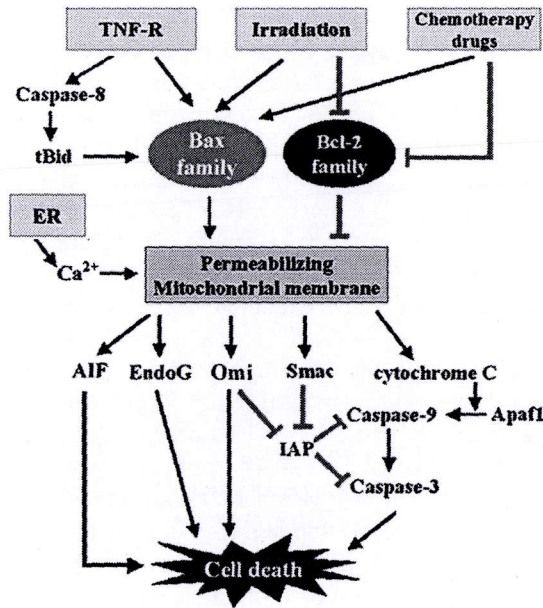 TNF-R
Irradiation
Chemotherapy
drugs
Caspase-8
tBid
Bax
family
Bcl-2
family
ER
Ca2+
Permeabilizing
Mitochondrial membrane
AIF
EndoG
Omi
Smac
cytochrome C
Caspase-9
Apaf1
IAP
Caspase-3
Cell death